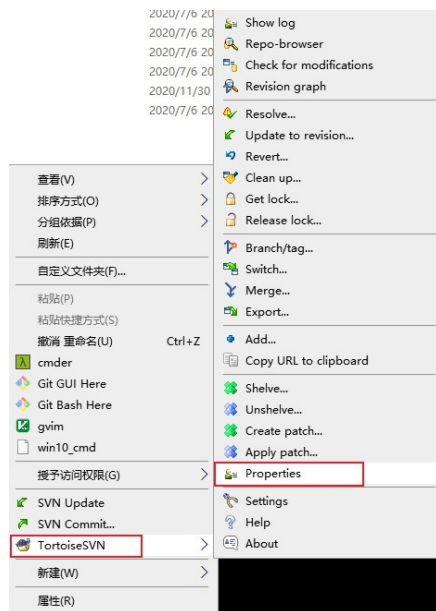 2020/7/6 20
2020/7/6 20
2020/7/6 20
2020/7/6 20
2020/11/30
2020/7/6 20
查看(V)
排序方式(O)
分组依据(P)
刷新(E)
自定义文件夹(F)...
粘贴(P)
粘贴快捷方式(S)
撤消 重命名(U) Ctrl+Z
cmder
Git GUI Here
Git Bash Here
gvim
win10_cmd
授予访问权限(G)
SVN Update
SVN Commit...
TortoiseSVN
新建(W)
属性(R)
Show log
Repo-browser
Check for modifications
Revision graph
Resolve...
Update to revision...
Revert...
Clean up...
Get lock...
Release lock...
Branch/tag...
Switch...
Merge...
Export...
Add...
Copy URL to clipboard
Shelve...
Unshelve...
Create patch...
Apply patch...
Properties
Settings
Help
About